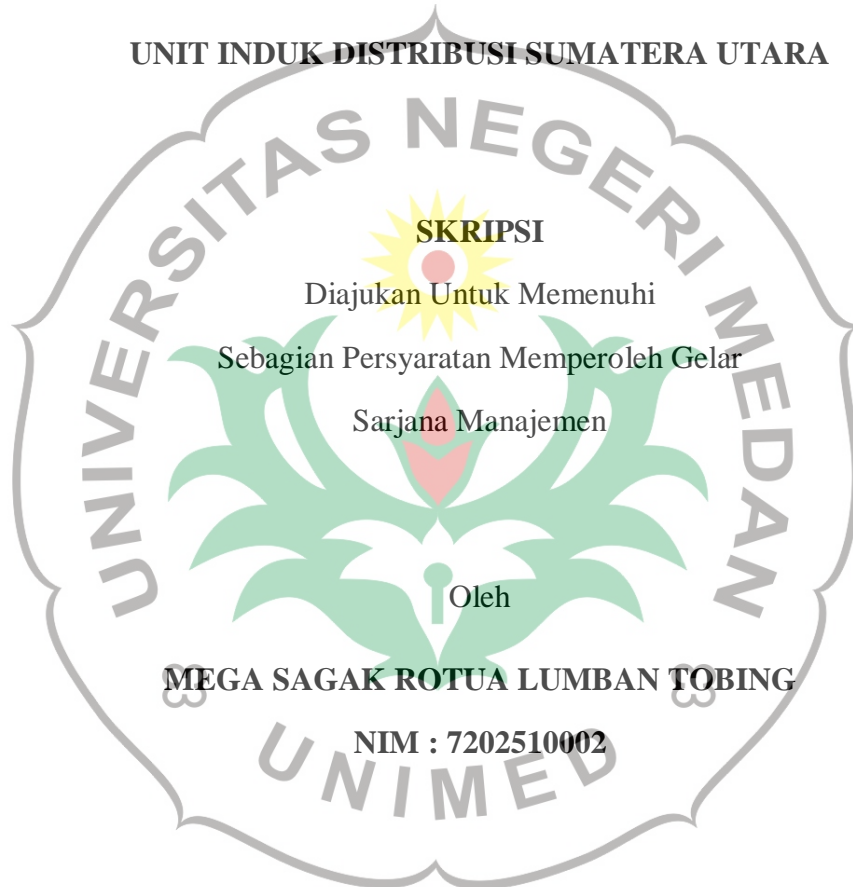 UNIT INDUK DISTRIBUSI SUMATERA UTARA
UNIVERSITAS NEGERI MEDAN
SKRIPSI
Diajukan Untuk Memenuhi
Sebagian Persyaratan Memperoleh Gelar
Sarjana Manajemen
Oleh
MEGA SAGAK ROTUA LUMBAN TOBING
NIM : 7202510002
UNIMED